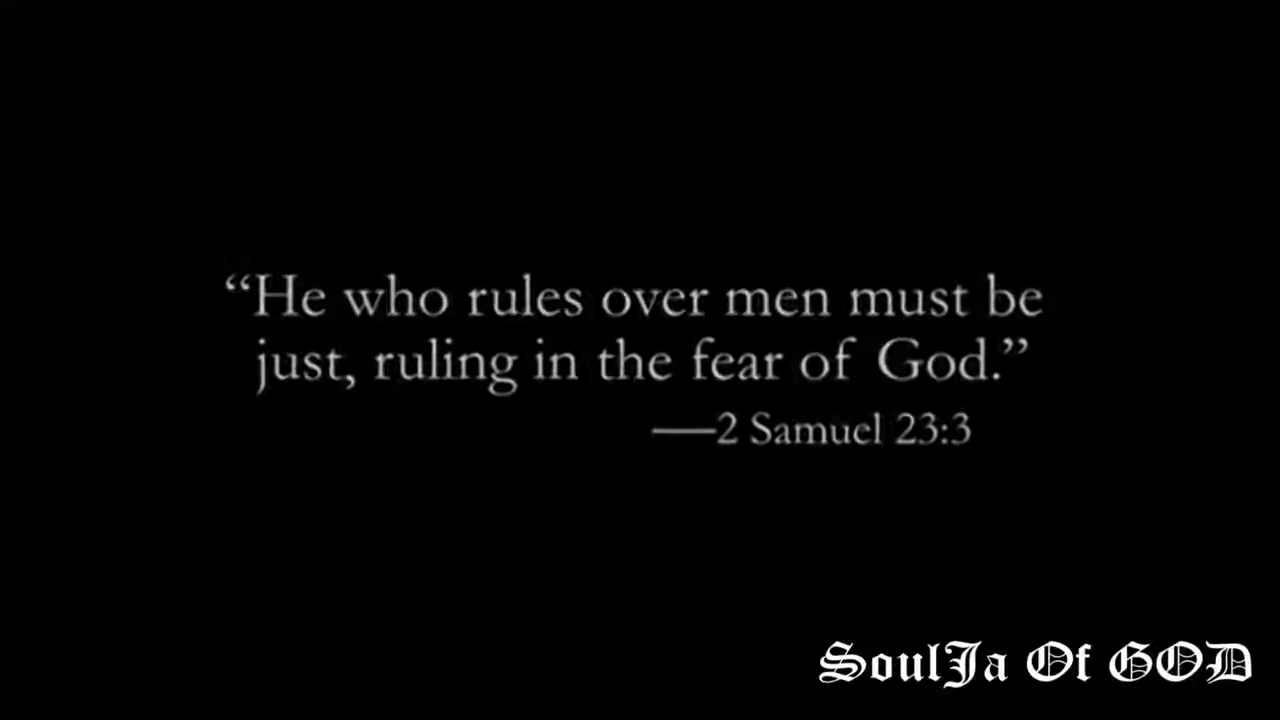 “He who rules over men must be
just, ruling in the fear of God.”
—2 Samuel 23:3
SoulJa Of GOD